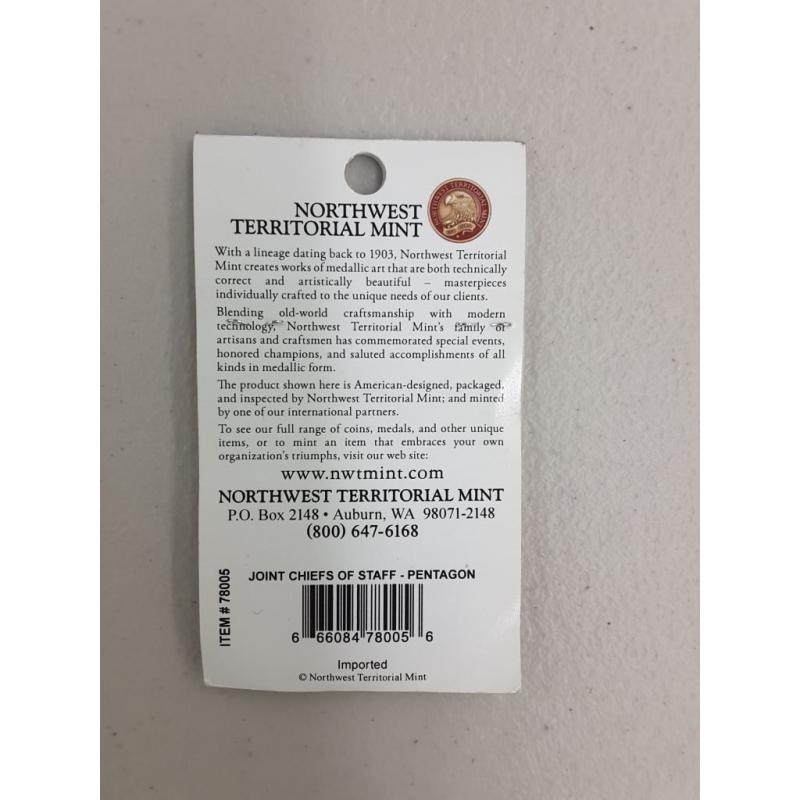 NORTHWEST
TERRITORIAL MINT
NORTHWEST TERRITORIAL MINT
With a lineage dating back to 1903, Northwest Territorial
Mint creates works of medallic art that are both technically
correct and artistically beautiful – masterpieces
individually crafted to the unique needs of our clients.
Blending old-world craftsmanship with modern
technology, Northwest Territorial Mint's family of
artisans and craftsmen has commemorated special events,
honored champions, and saluted accomplishments of all
kinds in medallic form.
The product shown here is American-designed, packaged,
and inspected by Northwest Territorial Mint; and minted
by one of our international partners.
To see our full range of coins, medals, and other unique
items, or to mint an item that embraces your own
organization's triumphs, visit our web site:
www.nwtmint.com
NORTHWEST TERRITORIAL MINT
P.O. Box 2148 • Auburn, WA 98071-2148
(800) 647-6168
ITEM # 78005
JOINT CHIEFS OF STAFF - PENTAGON
6 66084 78005 6
Imported
© Northwest Territorial Mint